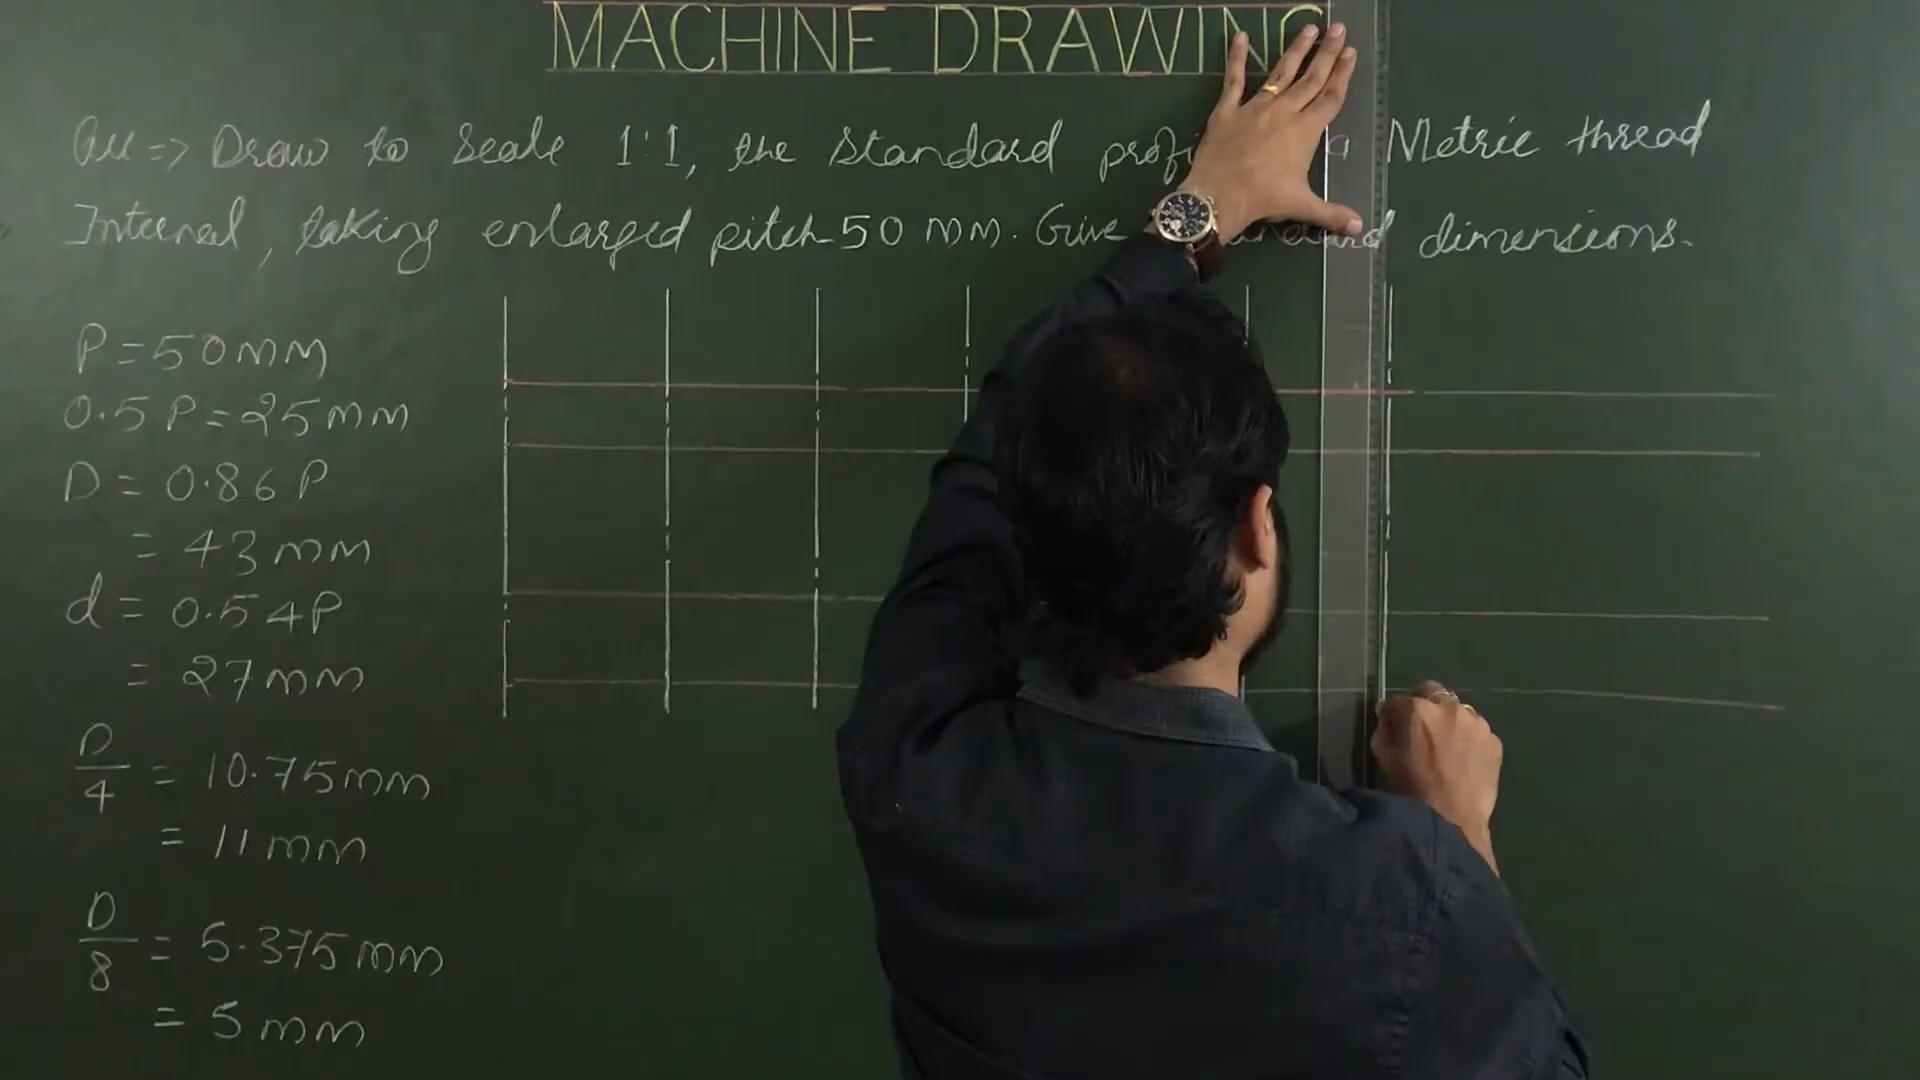 MACHINE DRAWING
Qu => Draw to Scale 1:1, the standard a Metric thread
Internal, taking enlarged pitch 50 mm. Give dimensions.
P = 50 mm
0.5 P = 25 mm
D = 0.86 P
= 43 mm
d = 0.54 P
= 27 mm
D/4 = 10.75 mm
= 11 mm
D/8 = 5.375 mm
= 5 mm